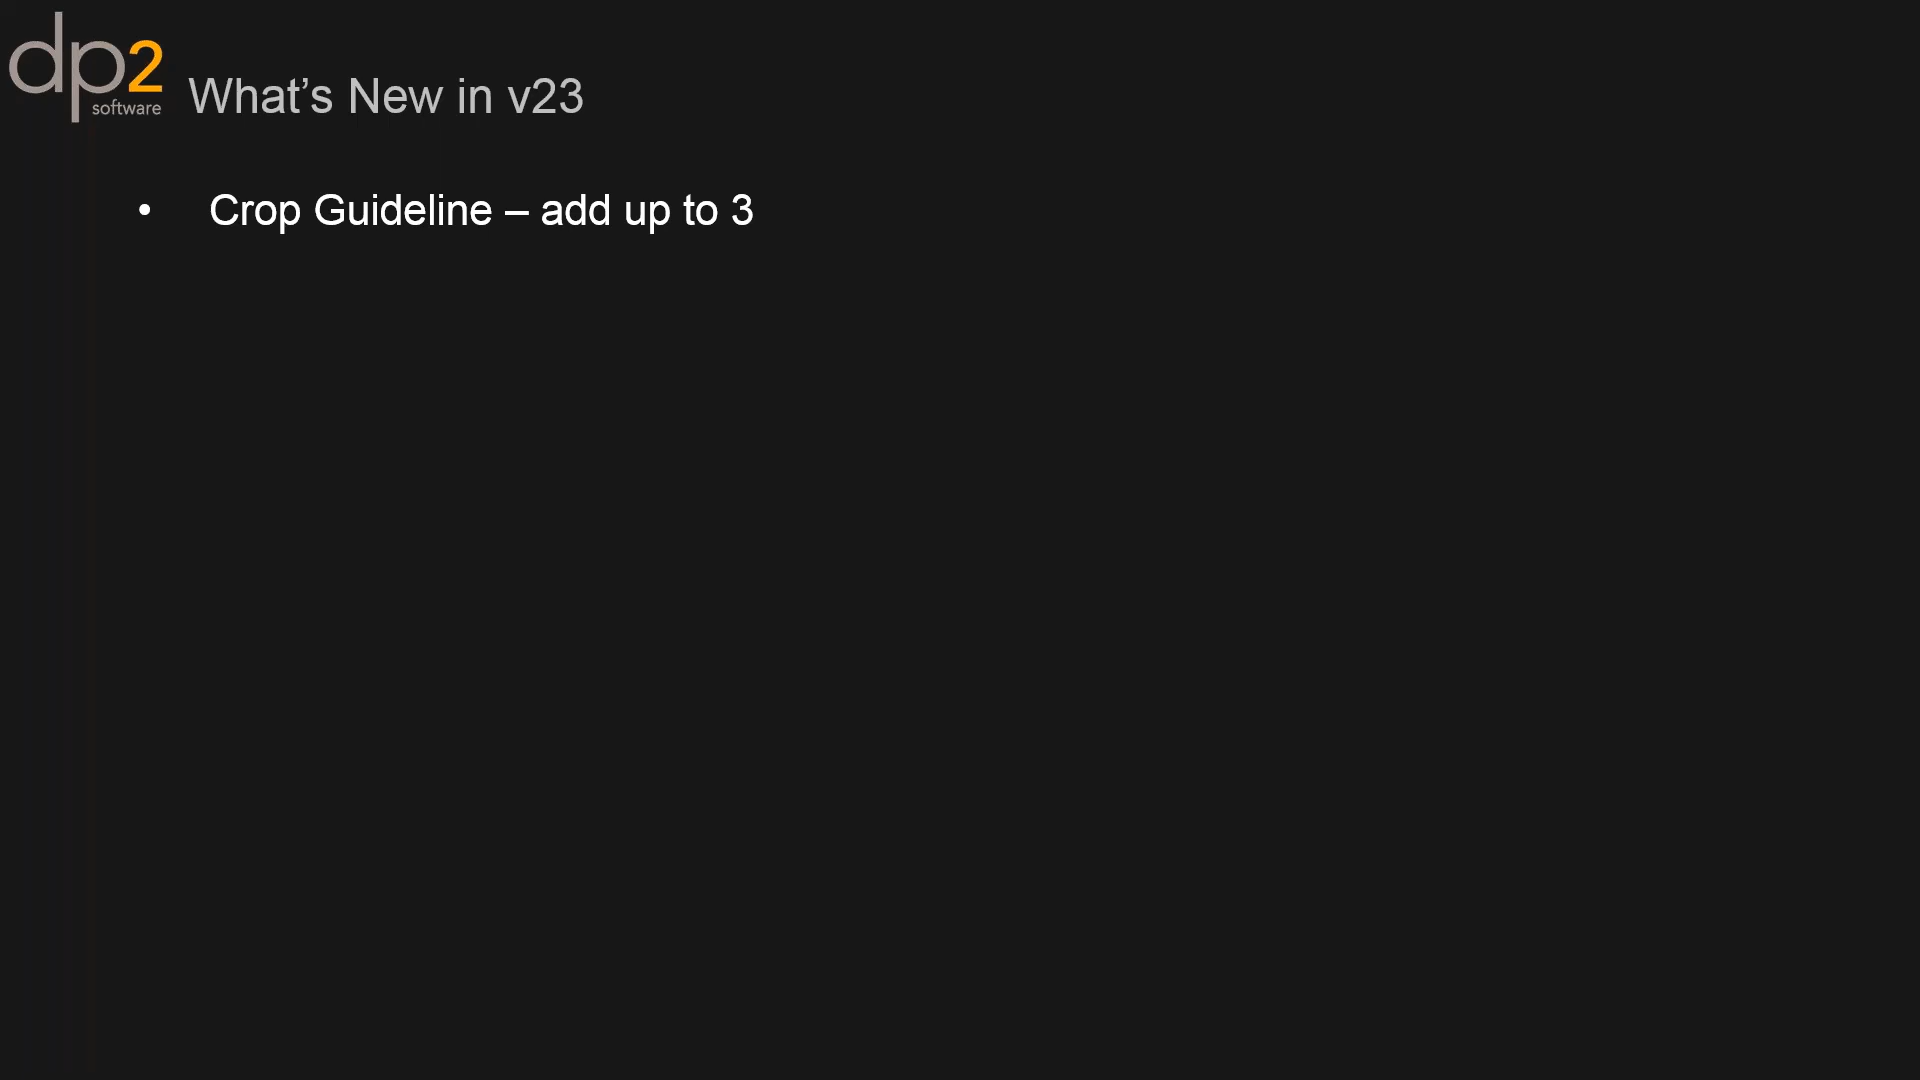 dp2
software
What’s New in v23
• Crop Guideline – add up to 3